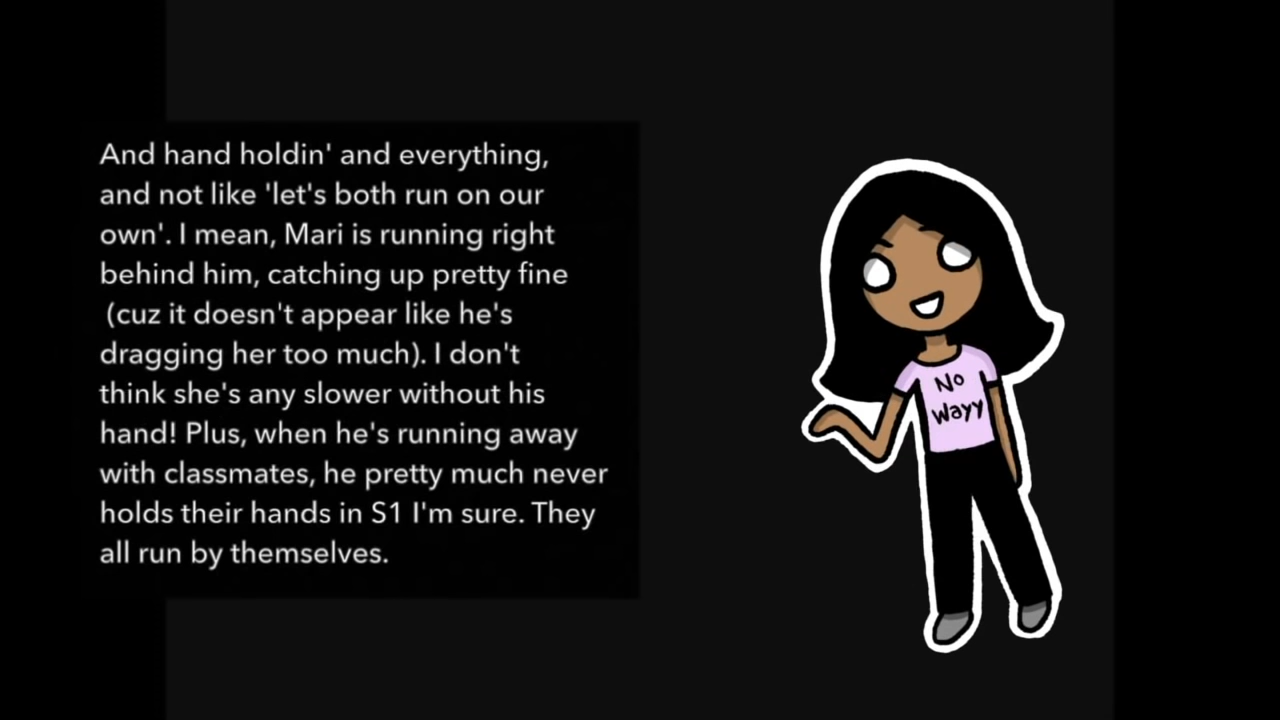 And hand holdin' and everything,
and not like 'let's both run on our
own'. I mean, Mari is running right
behind him, catching up pretty fine
(cuz it doesn't appear like he's
dragging her too much). I don't
think she's any slower without his
hand! Plus, when he's running away
with classmates, he pretty much never
holds their hands in S1 I'm sure. They
all run by themselves.
No
Wayy